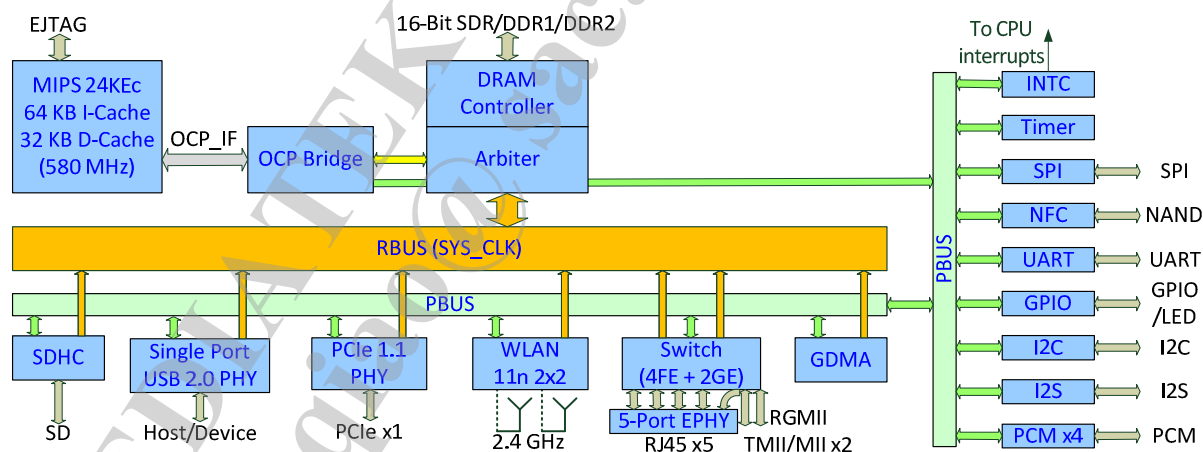 EJTAG
16-Bit SDR/DDR1/DDR2
To CPU
interrupts
MIPS 24KEc
64 KB I-Cache
32 KB D-Cache
(580 MHz)
OCP_IF
OCP Bridge
DRAM
Controller
Arbiter
RBUS (SYS_CLK)
PBUS
SDHC
SD
Single Port
USB 2.0 PHY
Host/Device
PCIe 1.1
PHY
PCIe x1
WLAN
11n 2x2
2.4 GHz
Switch
(4FE + 2GE)
5-Port EPHY
RJ45 x5
RGMII
TMII/MII x2
GDMA
PBUS
INTC
Timer
SPI
SPI
NFC
NAND
UART
UART
GPIO
GPIO
/LED
I2C
I2C
I2S
I2S
PCM x4
PCM